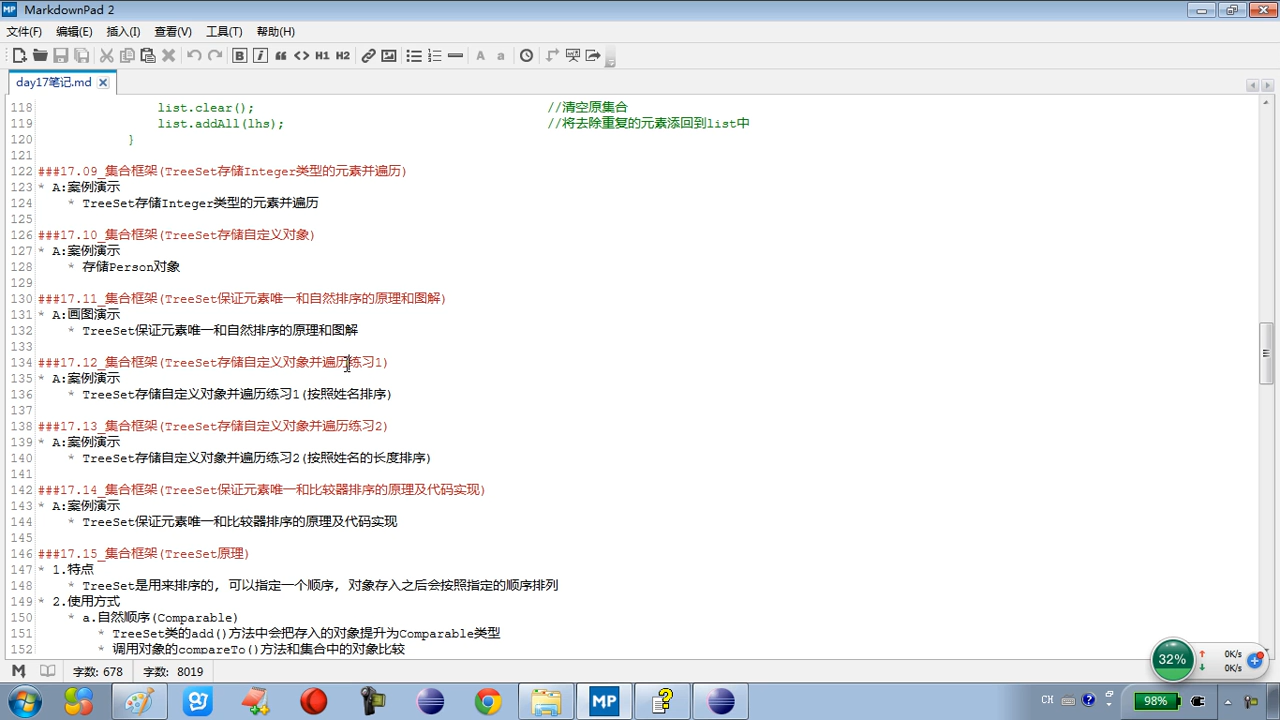 MarkdownPad 2
文件(F) 编辑(E) 插入(I) 查看(V) 工具(T) 帮助(H)
B i “ <> H1 H2 A a
day17笔记.md
118 list.clear(); //清空原集合
119 list.addAll(lhs); //将去除重复的元素添回到list中
120 }
121
122 ###17.09_集合框架(TreeSet存储Integer类型的元素并遍历)
123 * A:案例演示
124 * TreeSet存储Integer类型的元素并遍历
125
126 ###17.10_集合框架(TreeSet存储自定义对象)
127 * A:案例演示
128 * 存储Person对象
129
130 ###17.11_集合框架(TreeSet保证元素唯一和自然排序的原理和图解)
131 * A:画图演示
132 * TreeSet保证元素唯一和自然排序的原理和图解
133
134 ###17.12_集合框架(TreeSet存储自定义对象并遍历练习1)
135 * A:案例演示
136 * TreeSet存储自定义对象并遍历练习1(按照姓名排序)
137
138 ###17.13_集合框架(TreeSet存储自定义对象并遍历练习2)
139 * A:案例演示
140 * TreeSet存储自定义对象并遍历练习2(按照姓名的长度排序)
141
142 ###17.14_集合框架(TreeSet保证元素唯一和比较器排序的原理及代码实现)
143 * A:案例演示
144 * TreeSet保证元素唯一和比较器排序的原理及代码实现
145
146 ###17.15_集合框架(TreeSet原理)
147 * 1.特点
148 * TreeSet是用来排序的, 可以指定一个顺序, 对象存入之后会按照指定的顺序排列
149 * 2.使用方式
150 * a.自然顺序(Comparable)
151 * TreeSet类的add()方法中会把存入的对象提升为Comparable类型
152 * 调用对象的compareTo()方法和集合中的对象比较
32% 0K/s
0K/s
字数: 678 字数: 8019
MP CH 98%